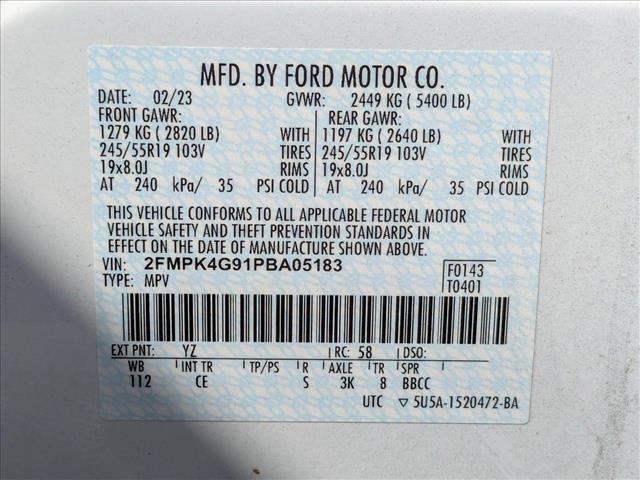 MFD. BY FORD MOTOR CO.
DATE: 02/23 GVWR: 2449 KG ( 5400 LB)
FRONT GAWR: REAR GAWR:
1279 KG ( 2820 LB) WITH 1197 KG ( 2640 LB) WITH
245/55R19 103V TIRES 245/55R19 103V TIRES
19x8.0J RIMS 19x8.0J RIMS
AT 240 kPa/ 35 PSI COLD AT 240 kPa/ 35 PSI COLD
THIS VEHICLE CONFORMS TO ALL APPLICABLE FEDERAL MOTOR
VEHICLE SAFETY AND THEFT PREVENTION STANDARDS IN
EFFECT ON THE DATE OF MANUFACTURE SHOWN ABOVE.
VIN: 2FMPK4G91PBA05183 F0143
TYPE: MPV T0401
EXT PNT: YZ RC: 58 DSO:
WB INT TR TP/PS R AXLE TR SPR
112 CE S 3K 8 BBCC
UTC ▽ 5U5A-1520472-BA